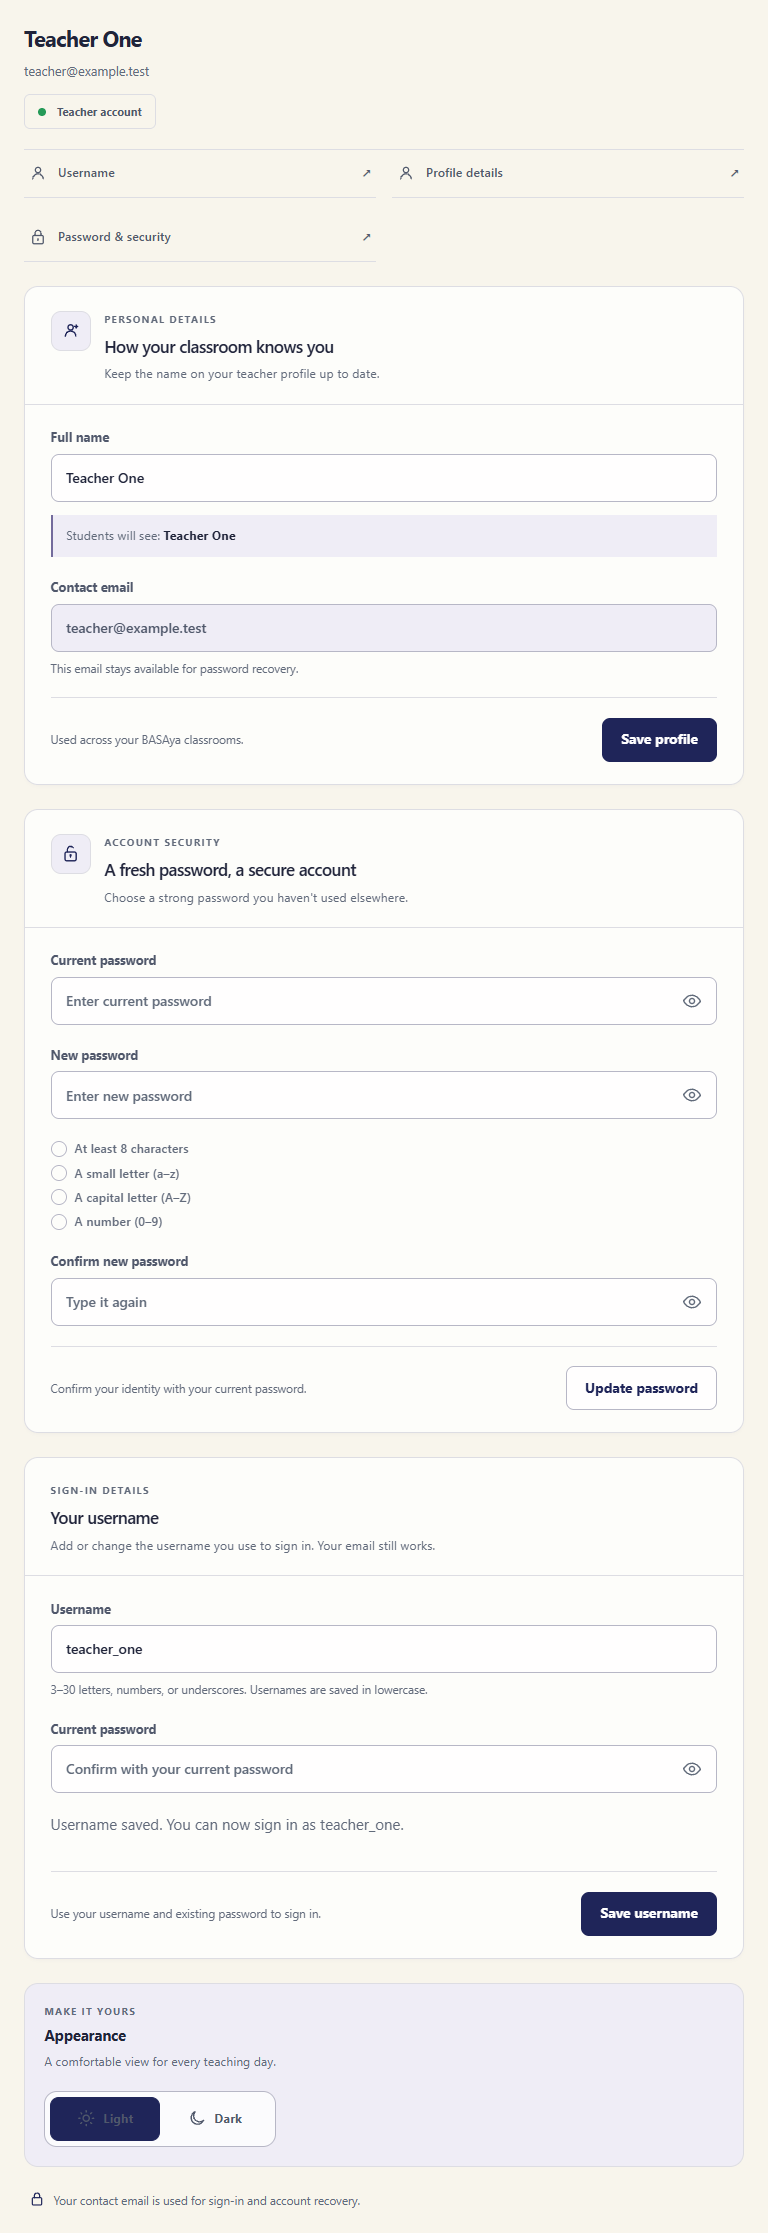 Teacher One
teacher@example.test
Teacher account
Username ↗
Profile details ↗
Password & security ↗
PERSONAL DETAILS
How your classroom knows you
Keep the name on your teacher profile up to date.
Full name
Teacher One
Students will see: Teacher One
Contact email
teacher@example.test
This email stays available for password recovery.
Used across your BASAya classrooms.
Save profile
ACCOUNT SECURITY
A fresh password, a secure account
Choose a strong password you haven't used elsewhere.
Current password
Enter current password
New password
Enter new password
At least 8 characters
A small letter (a–z)
A capital letter (A–Z)
A number (0–9)
Confirm new password
Type it again
Confirm your identity with your current password.
Update password
SIGN-IN DETAILS
Your username
Add or change the username you use to sign in. Your email still works.
Username
teacher_one
3–30 letters, numbers, or underscores. Usernames are saved in lowercase.
Current password
Confirm with your current password
Username saved. You can now sign in as teacher_one.
Use your username and existing password to sign in.
Save username
MAKE IT YOURS
Appearance
A comfortable view for every teaching day.
Light
Dark
Your contact email is used for sign-in and account recovery.